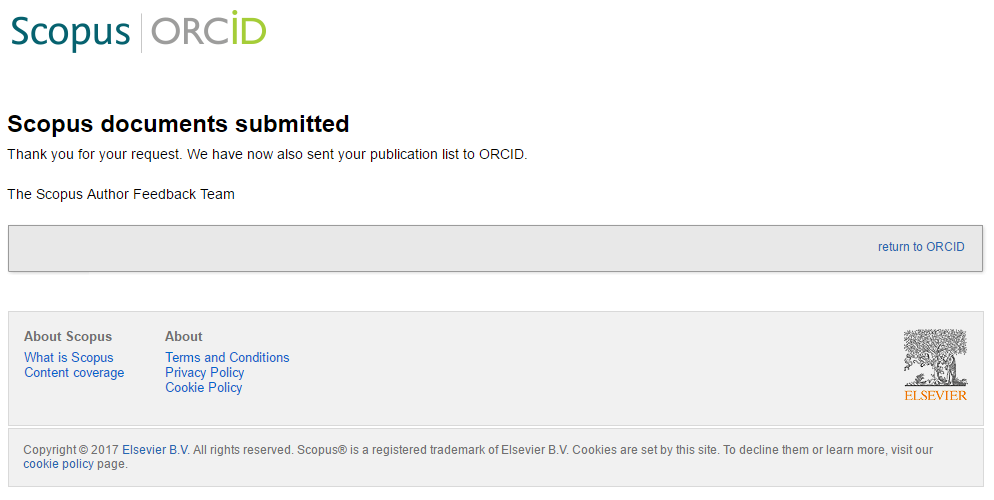 Scopus ORCID
Scopus documents submitted
Thank you for your request. We have now also sent your publication list to ORCID.
The Scopus Author Feedback Team
return to ORCID
About Scopus
What is Scopus
Content coverage
About
Terms and Conditions
Privacy Policy
Cookie Policy
ELSEVIER
Copyright © 2017 Elsevier B.V. All rights reserved. Scopus® is a registered trademark of Elsevier B.V. Cookies are set by this site. To decline them or learn more, visit our
cookie policy page.